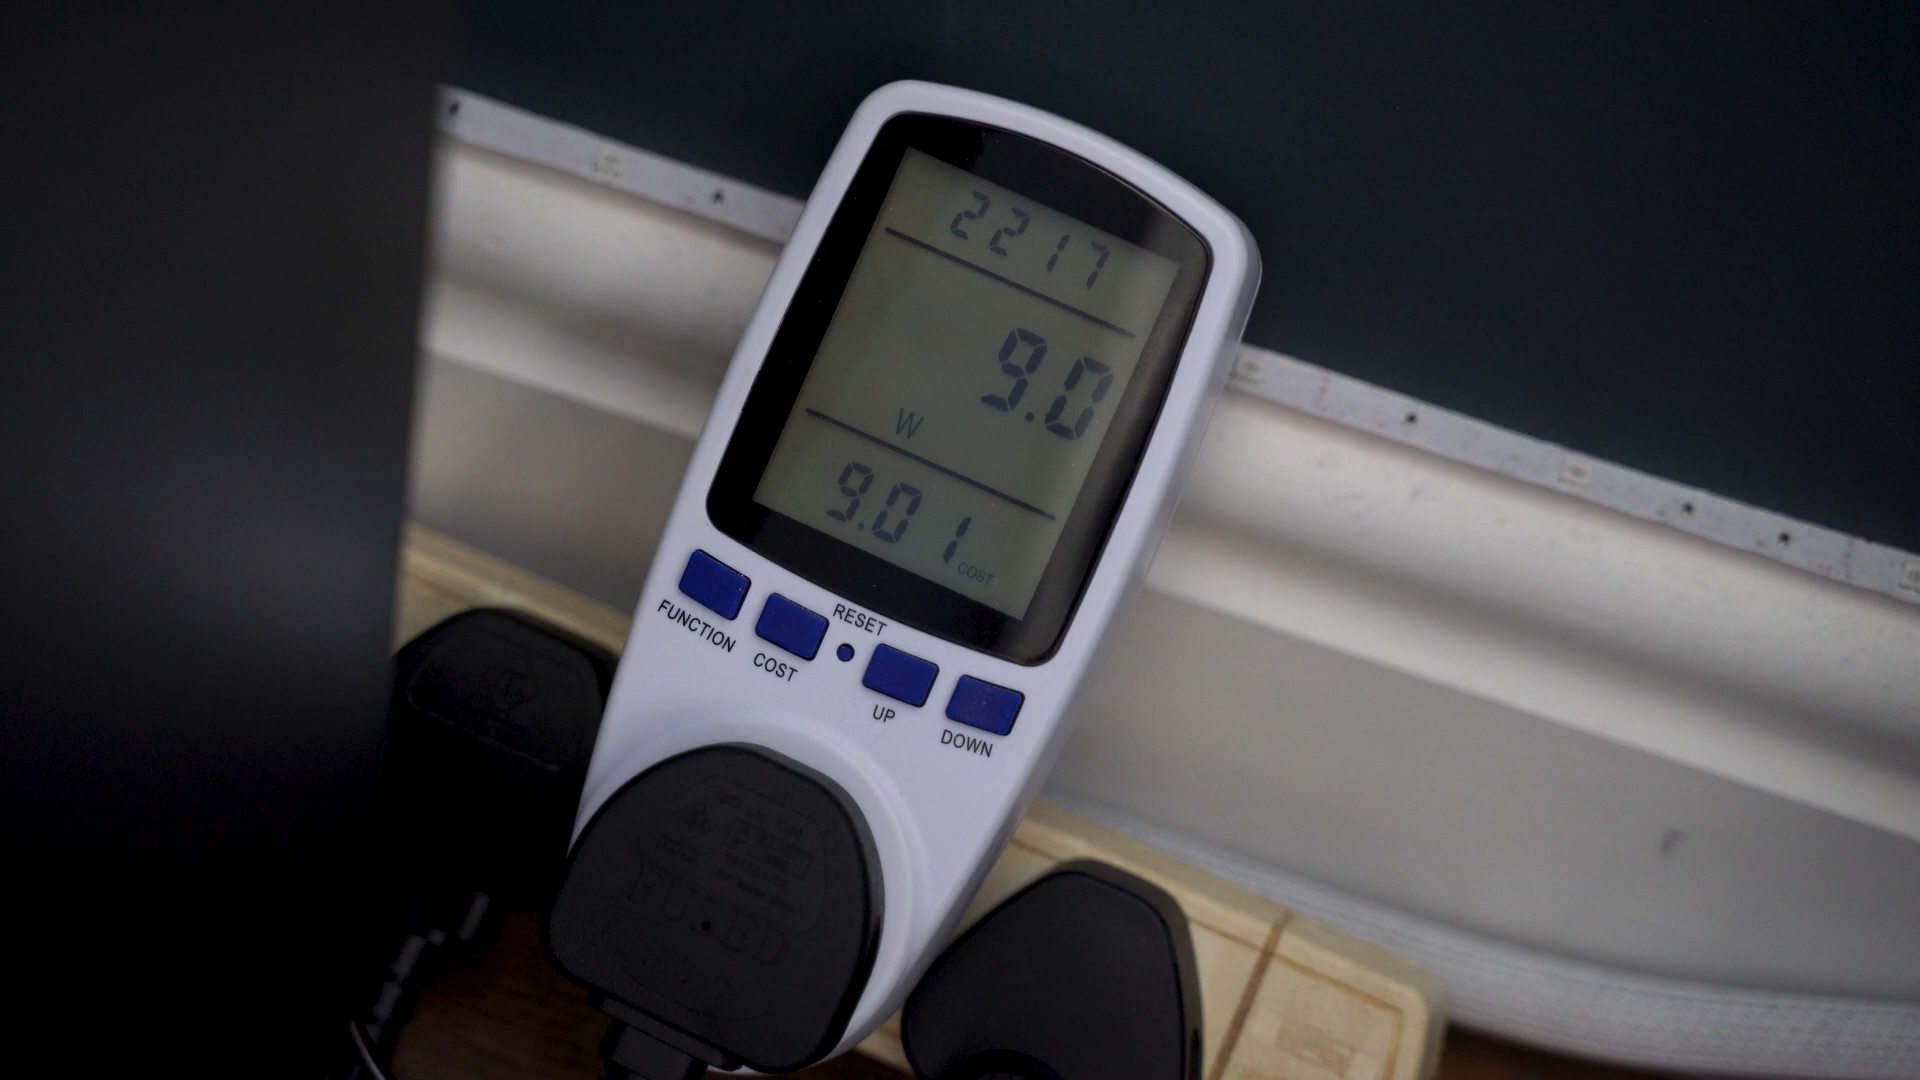 2217
9.0
W
9.01
COST
RESET
FUNCTION
COST
UP
DOWN
FUSED